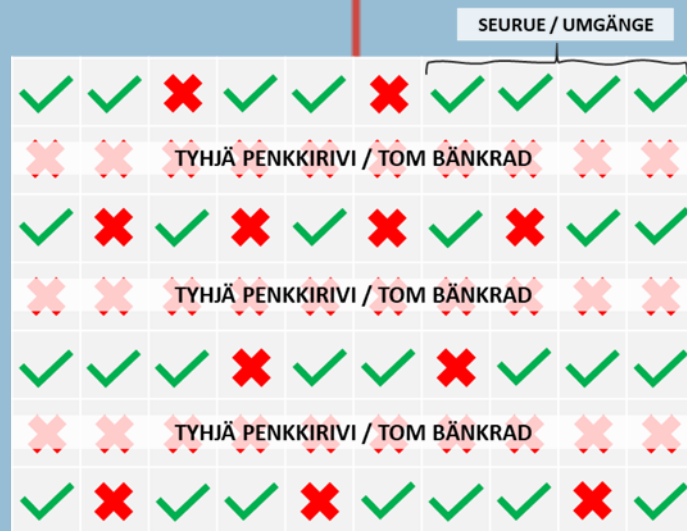 SEURUE / UMGÄNGE
TYHJÄ PENKKIRIVI / TOM BÄNKRAD
TYHJÄ PENKKIRIVI / TOM BÄNKRAD
TYHJÄ PENKKIRIVI / TOM BÄNKRAD